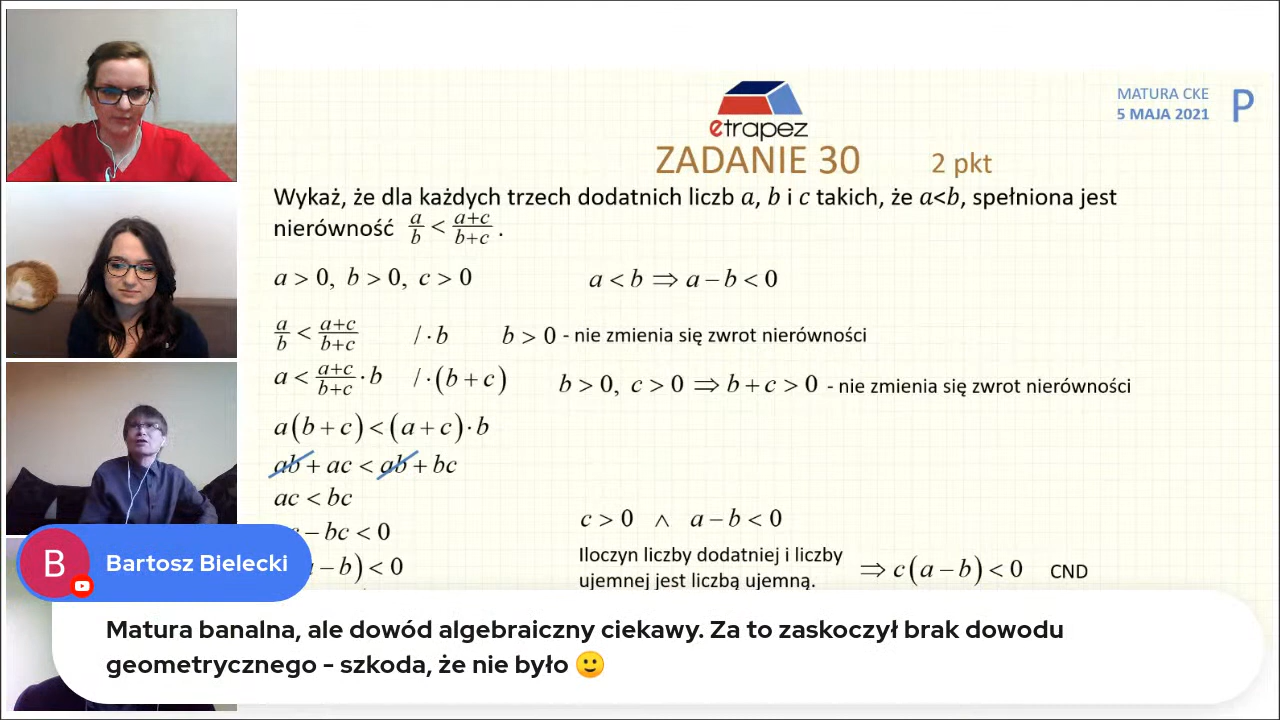 etrapez
MATURA CKE
5 MAJA 2021
P
ZADANIE 30 2 pkt
Wykaż, że dla każdych trzech dodatnich liczb a, b i c takich, że a<b, spełniona jest
nierówność a/b < (a+c)/(b+c) .
a > 0, b > 0, c > 0 a < b ⟹ a − b < 0
a/b < (a+c)/(b+c) / · b b > 0 - nie zmienia się zwrot nierówności
a < (a+c)/(b+c) · b / · (b + c) b > 0, c > 0 ⟹ b + c > 0 - nie zmienia się zwrot nierówności
a(b + c) < (a + c) · b
ab + ac < ab + bc
ac < bc
− bc < 0 c > 0 ∧ a − b < 0
− b) < 0 Iloczyn liczby dodatniej i liczby
ujemnej jest liczbą ujemną. ⟹ c(a − b) < 0 CND
B
Bartosz Bielecki
Matura banalna, ale dowód algebraiczny ciekawy. Za to zaskoczył brak dowodu
geometrycznego - szkoda, że nie było 🙂